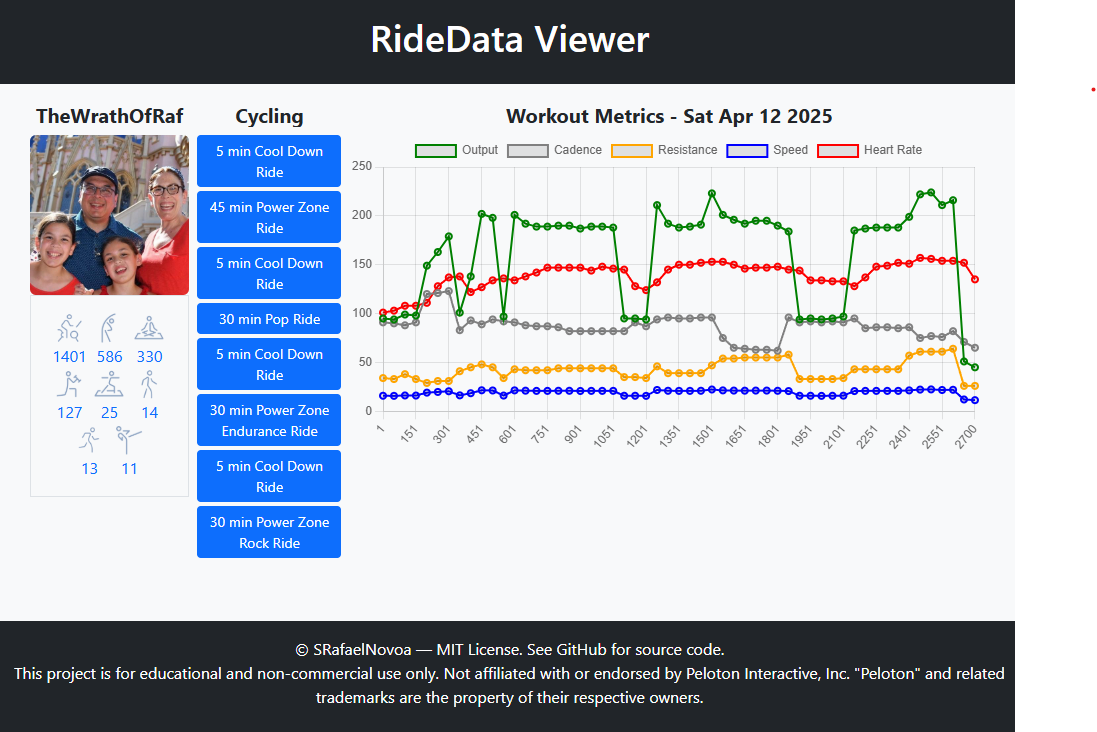 RideData Viewer
TheWrathOfRaf
1401 586 330
127 25 14
13 11
Cycling
5 min Cool Down
Ride
45 min Power Zone
Ride
5 min Cool Down
Ride
30 min Pop Ride
5 min Cool Down
Ride
30 min Power Zone
Endurance Ride
5 min Cool Down
Ride
30 min Power Zone
Rock Ride
Workout Metrics - Sat Apr 12 2025
Output Cadence Resistance Speed Heart Rate
250
200
150
100
50
0
1 151 301 451 601 751 901 1051 1201 1351 1501 1651 1801 1951 2101 2251 2401 2551 2700
© SRafaelNovoa — MIT License. See GitHub for source code.
This project is for educational and non-commercial use only. Not affiliated with or endorsed by Peloton Interactive, Inc. "Peloton" and related
trademarks are the property of their respective owners.